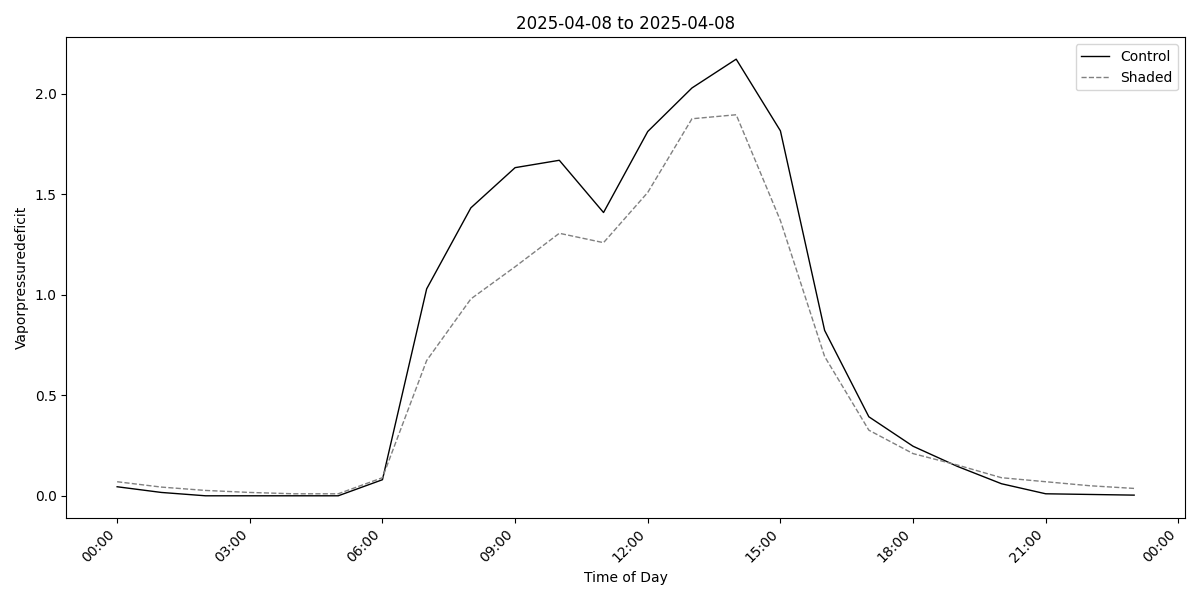 2025-04-08 to 2025-04-08
Control
Shaded
Vaporpressuredeficit
2.0
1.5
1.0
0.5
0.0
00:00
03:00
06:00
09:00
12:00
15:00
18:00
21:00
00:00
Time of Day